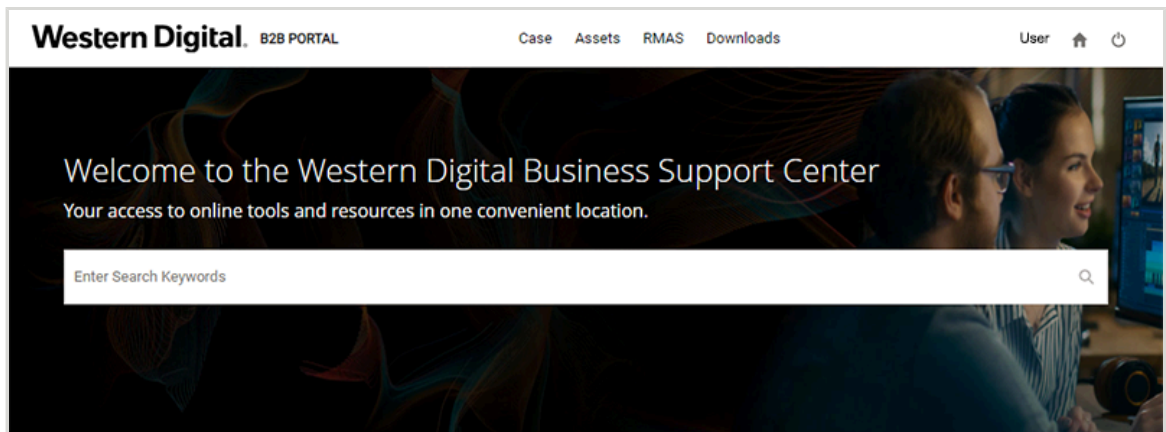 Western Digital. B2B PORTAL Case Assets RMAS Downloads User
Welcome to the Western Digital Business Support Center
Your access to online tools and resources in one convenient location.
Enter Search Keywords